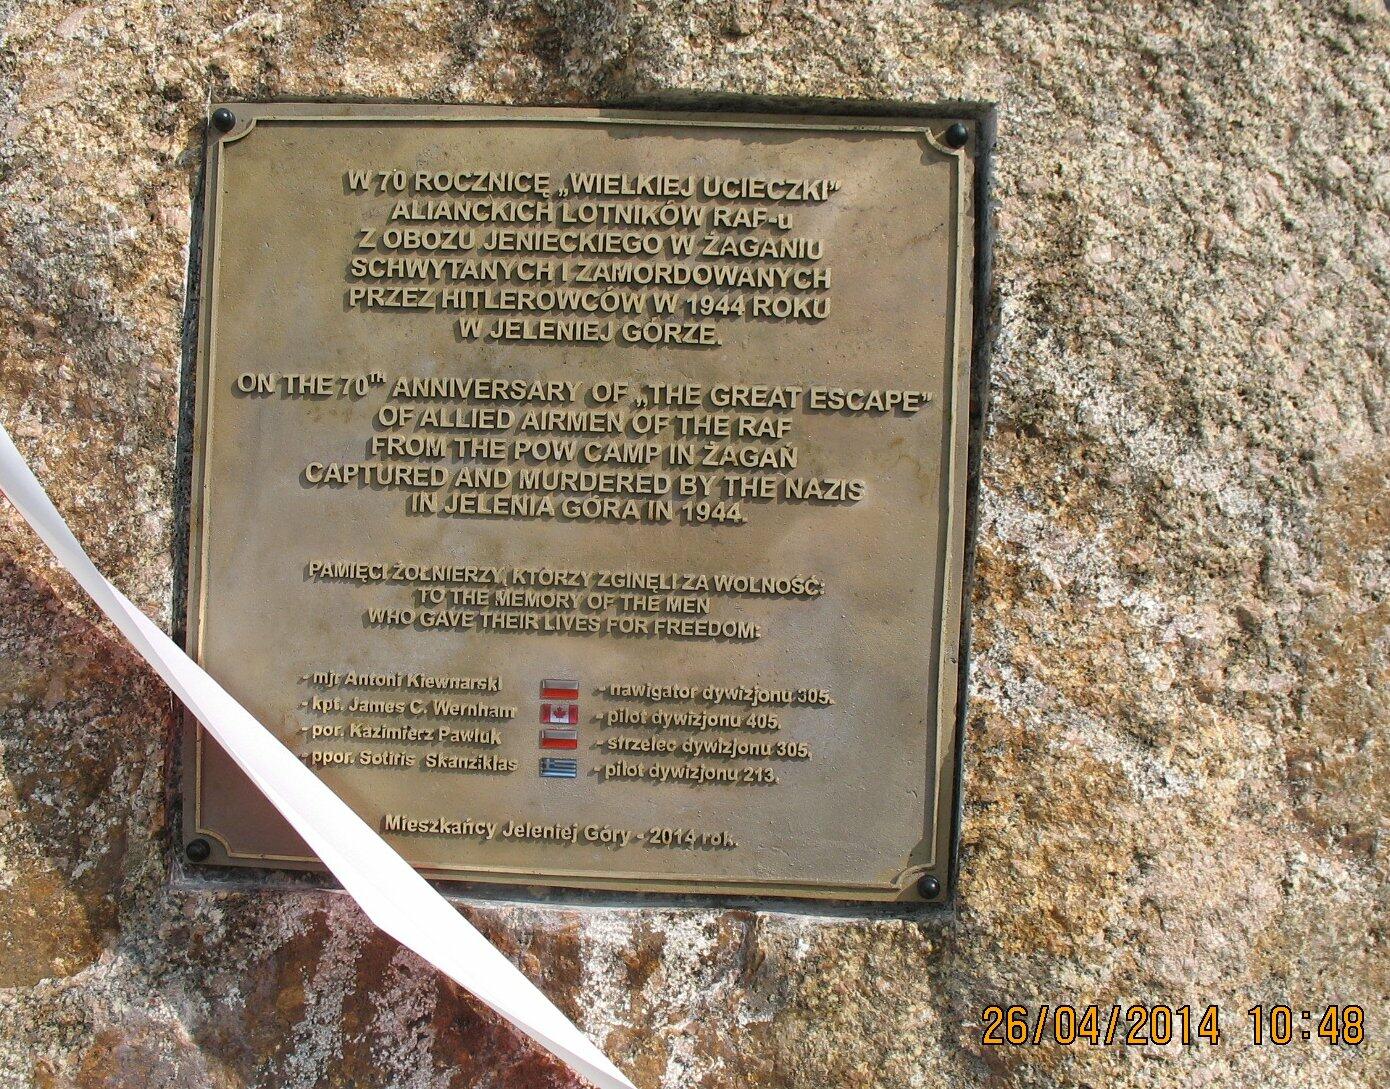 W 70 ROCZNICĘ „WIELKIEJ UCIECZKI”
ALIANCKICH LOTNIKÓW RAF-u
Z OBOZU JENIECKIEGO W ŻAGANIU
SCHWYTANYCH I ZAMORDOWANYCH
PRZEZ HITLEROWCÓW W 1944 ROKU
W JELENIEJ GÓRZE.
ON THE 70TH ANNIVERSARY OF „THE GREAT ESCAPE”
OF ALLIED AIRMEN OF THE RAF
FROM THE POW CAMP IN ŻAGAŃ
CAPTURED AND MURDERED BY THE NAZIS
IN JELENIA GÓRA IN 1944.
PAMIĘCI ŻOŁNIERZY, KTÓRZY ZGINĘLI ZA WOLNOŚĆ:
TO THE MEMORY OF THE MEN
WHO GAVE THEIR LIVES FOR FREEDOM:
- mjr Antoni Kiewnarski - nawigator dywizjonu 305.
- kpt. James C. Wernham - pilot dywizjonu 405.
- por. Kazimierz Pawluk - strzelec dywizjonu 305.
- ppor. Sotiris Skanziklas - pilot dywizjonu 213.
Mieszkańcy Jeleniej Góry - 2014 rok.
26/04/2014 10:48